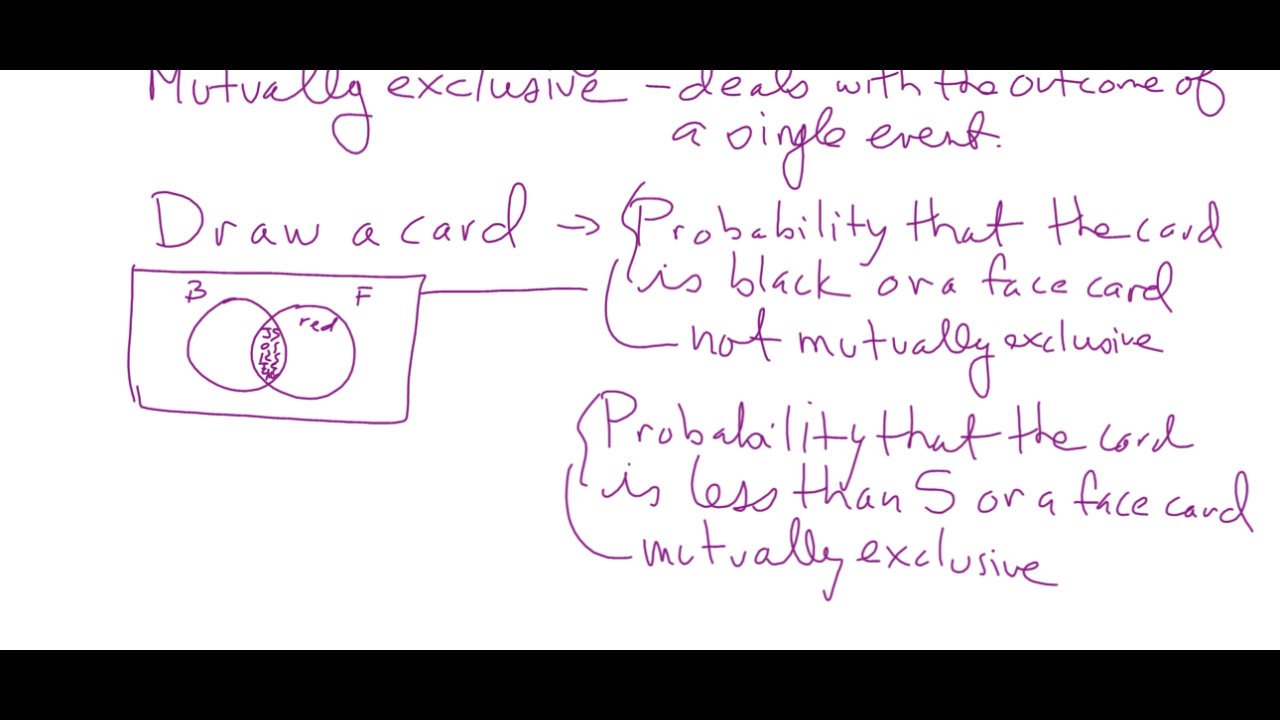 Mutually exclusive – deals with the outcome of
a single event.
Draw a card → Probability that the card
is black or a face card
not mutually exclusive
B
F
red
JS
Probability that the card
is less than 5 or a face card
mutually exclusive